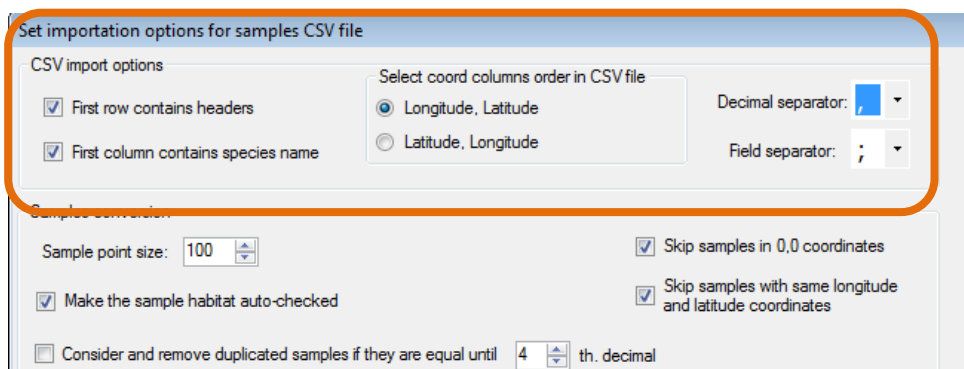 Set importation options for samples CSV file
CSV import options
First row contains headers
First column contains species name
Select coord columns order in CSV file
Longitude, Latitude
Latitude, Longitude
Decimal separator: ,
Field separator: ;
Samples conversion
Sample point size: 100
Make the sample habitat auto-checked
Skip samples in 0,0 coordinates
Skip samples with same longitude
and latitude coordinates
Consider and remove duplicated samples if they are equal until 4 th. decimal